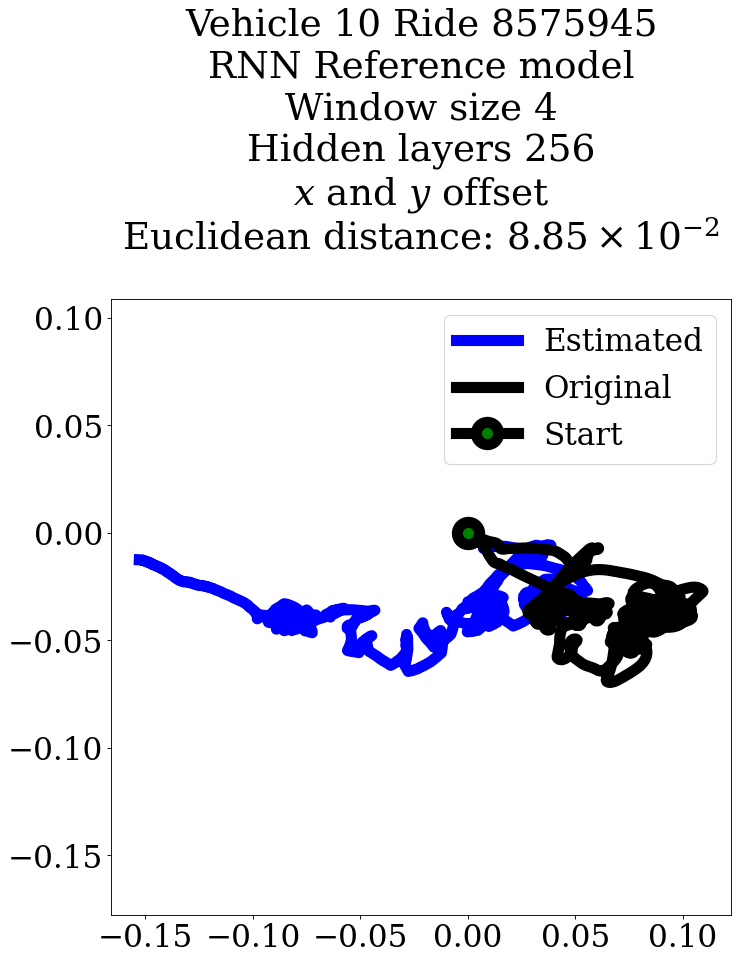 Vehicle 10 Ride 8575945
RNN Reference model
Window size 4
Hidden layers 256
x and y offset
Euclidean distance: 8.85 × 10⁻²
Estimated
Original
Start
0.10
0.05
0.00
−0.05
−0.10
−0.15
−0.15 −0.10 −0.05 0.00 0.05 0.10